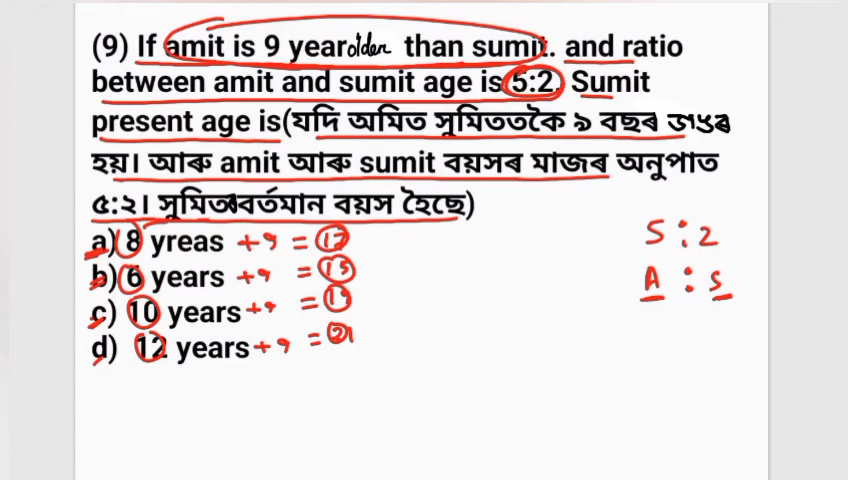 (9) If amit is 9 year older than sumit. and ratio
between amit and sumit age is 5:2. Sumit
present age is(যদি অমিত সুমিততকৈ ৯ বছৰ ডাঙৰ
হয়। আৰু amit আৰু sumit বয়সৰ মাজৰ অনুপাত
৫:২। সুমিতৰ বৰ্তমান বয়স হৈছে)
a) 8 yreas +9 = 17
b) 6 years +9 = 15
c) 10 years +9 = 19
d) 12 years +9 = 21
5 : 2
A : S